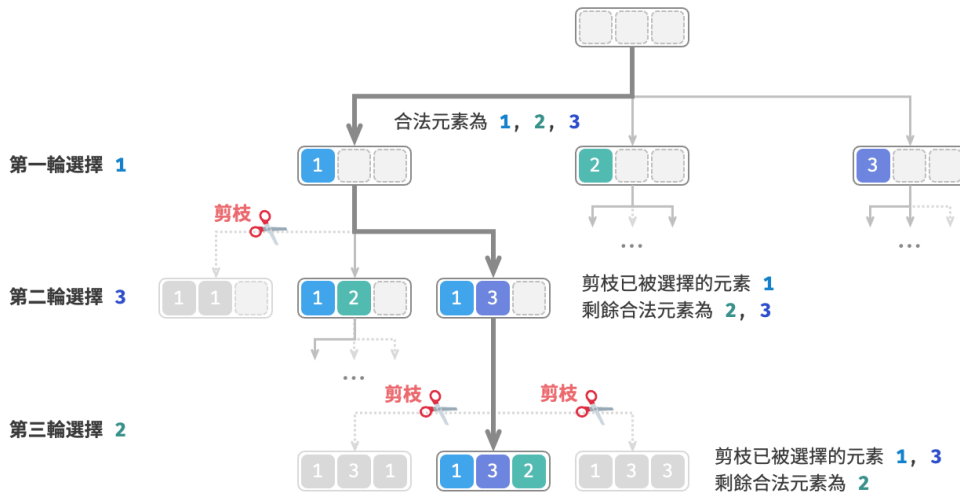 合法元素為 1, 2, 3
第一輪選擇 1
1
2
3
剪枝
...
...
第二輪選擇 3
1 1
1 2
1 3
剪枝已被選擇的元素 1
剩餘合法元素為 2, 3
...
剪枝
剪枝
第三輪選擇 2
1 3 1
1 3 2
1 3 3
剪枝已被選擇的元素 1, 3
剩餘合法元素為 2